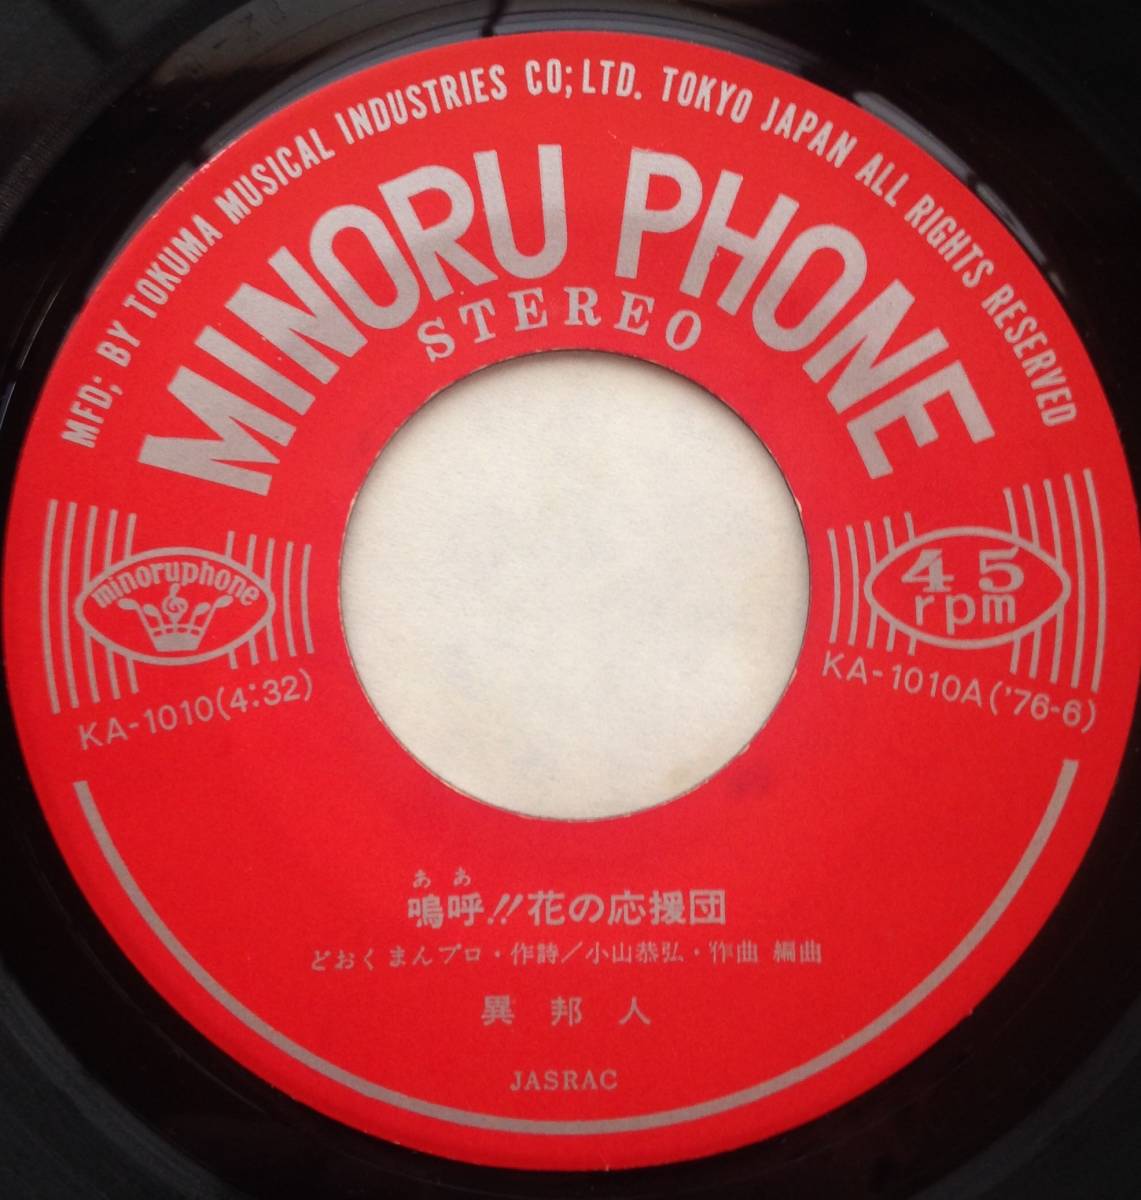 MFD; BY TOKUMA MUSICAL INDUSTRIES CO; LTD. TOKYO JAPAN ALL RIGHTS RESERVED
MINORU PHONE
STEREO
minoruphone
45
rpm
KA-1010(4:32)
KA-1010A('76-6)
ああ
嗚呼!!花の応援団
どおくまんプロ・作詩/小山恭弘・作曲 編曲
異邦人
JASRAC